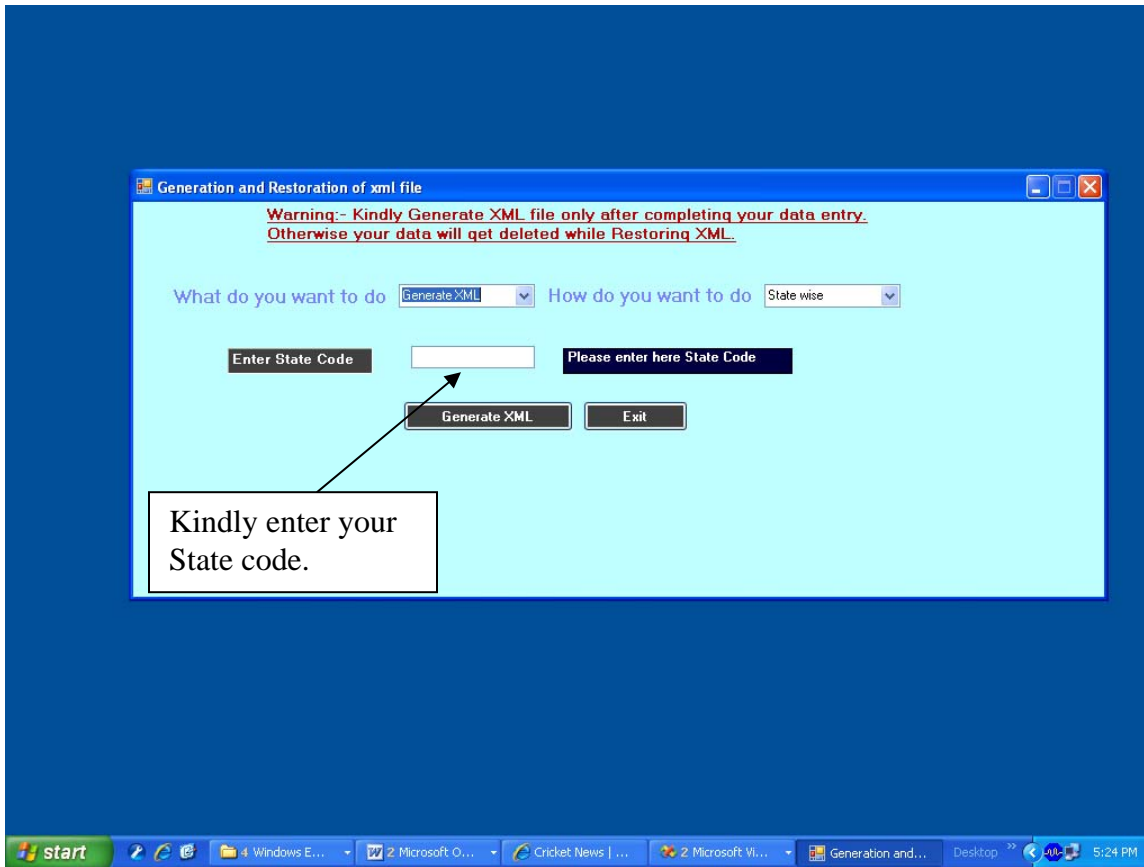 Generation and Restoration of xml file
Warning:- Kindly Generate XML file only after completing your data entry.
Otherwise your data will get deleted while Restoring XML.
What do you want to do Generate XML How do you want to do State wise
Enter State Code Please enter here State Code
Generate XML Exit
Kindly enter your
State code.
start 4 Windows E... 2 Microsoft O... Cricket News | ... 2 Microsoft Vi... Generation and... Desktop » 5:24 PM